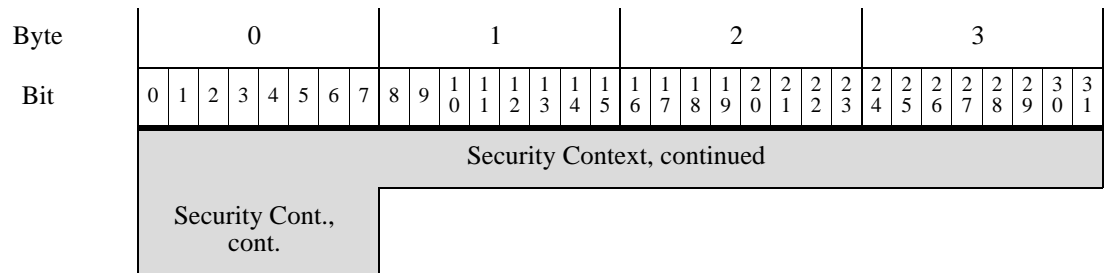 Byte 0 1 2 3
Bit 0 1 2 3 4 5 6 7 8 9 10 11 12 13 14 15 16 17 18 19 20 21 22 23 24 25 26 27 28 29 30 31
Security Context, continued
Security Cont.,
cont.